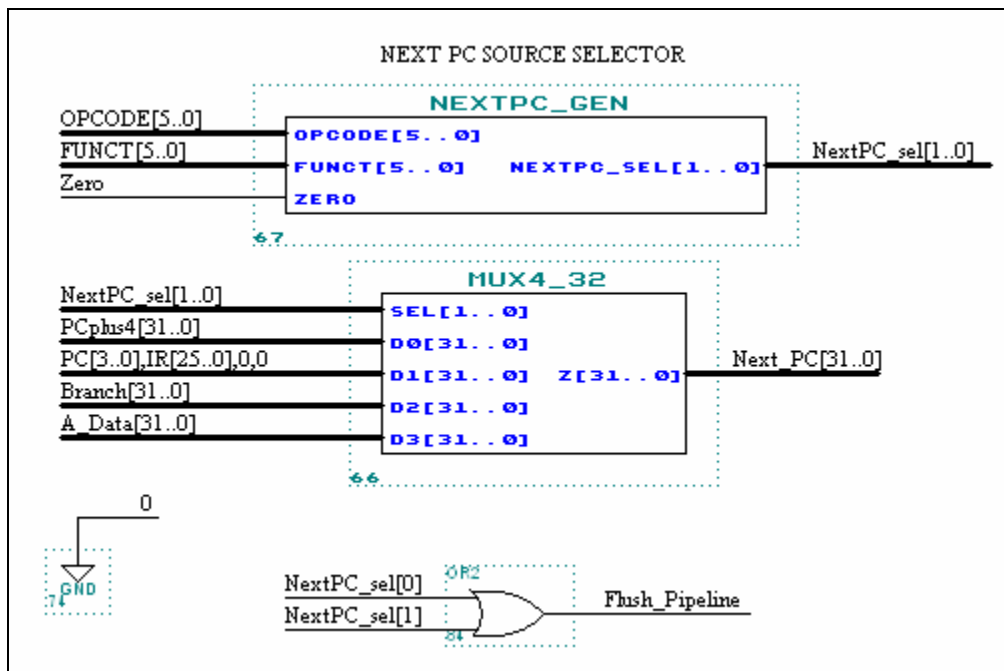 NEXT PC SOURCE SELECTOR
NEXTPC_GEN
OPCODE[5..0]
FUNCT[5..0]
Zero
OPCODE[5..0]
FUNCT[5..0] NEXTPC_SEL[1..0]
ZERO
NextPC_sel[1..0]
67
MUX4_32
NextPC_sel[1..0]
PCplus4[31..0]
PC[3..0],IR[25..0],0,0
Branch[31..0]
A_Data[31..0]
SEL[1..0]
D0[31..0]
D1[31..0] Z[31..0]
D2[31..0]
D3[31..0]
Next_PC[31..0]
66
0
GND
74
OR2
NextPC_sel[0]
NextPC_sel[1]
Flush_Pipeline
84